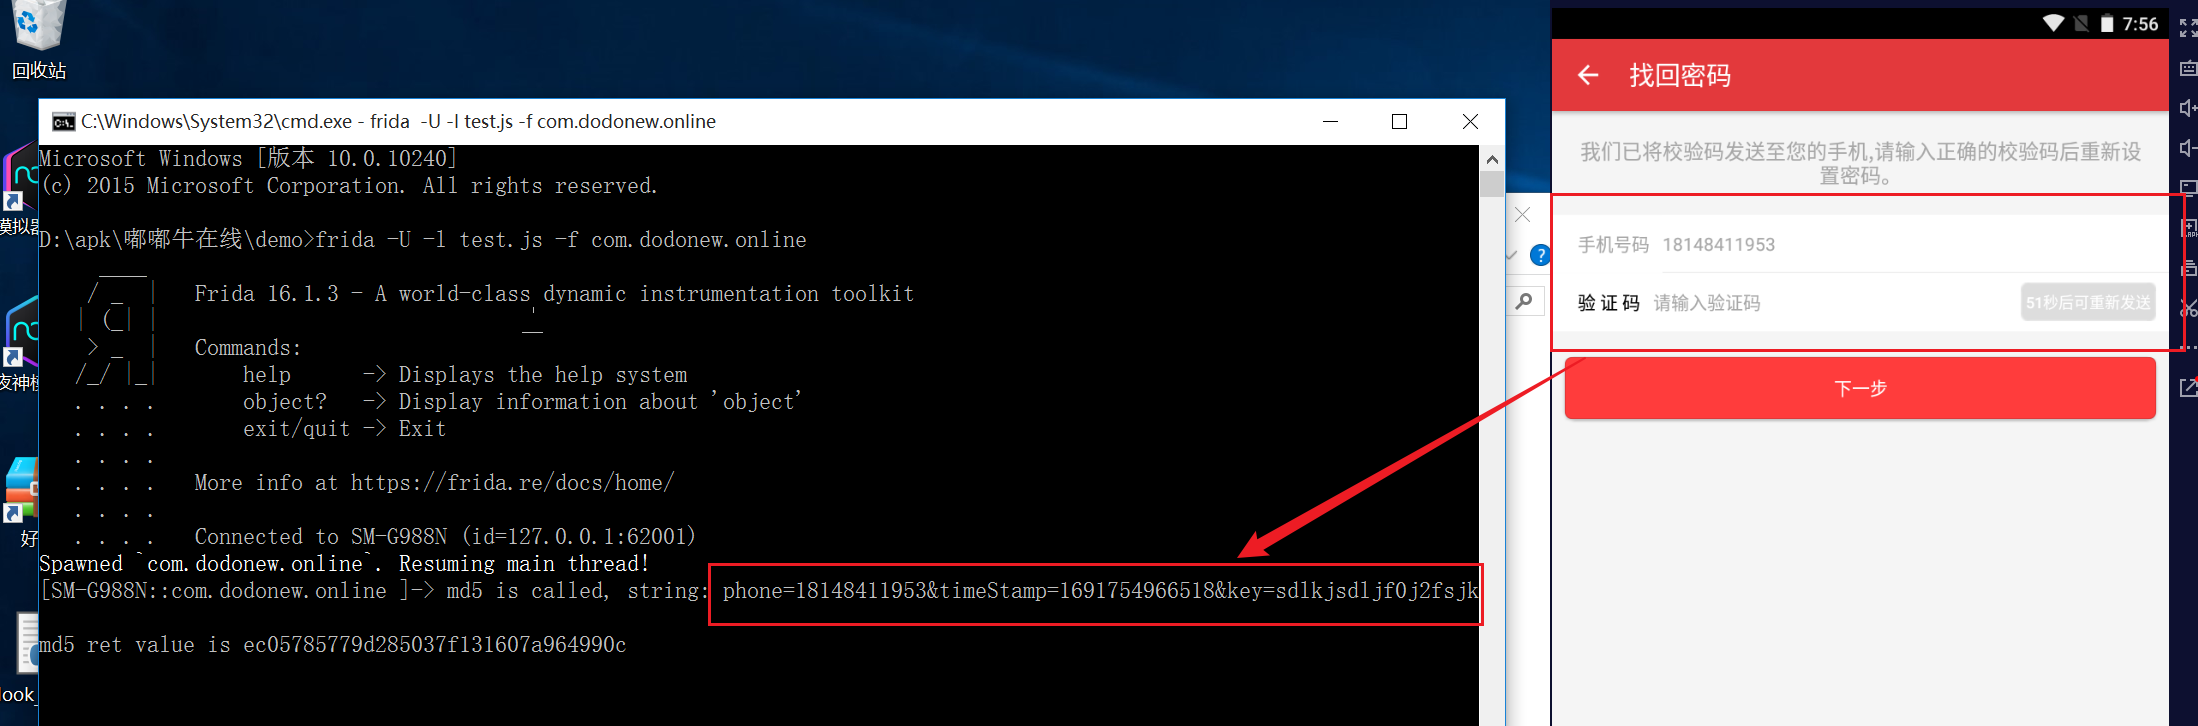 回收站
C:\Windows\System32\cmd.exe - frida  -U -l test.js -f com.dodonew.online
Microsoft Windows [版本 10.0.10240]
(c) 2015 Microsoft Corporation. All rights reserved.
D:\apk\嘟嘟牛在线\demo>frida -U -l test.js -f com.dodonew.online
Frida 16.1.3 - A world-class dynamic instrumentation toolkit
Commands:
help      -> Displays the help system
object?   -> Display information about 'object'
exit/quit -> Exit
More info at https://frida.re/docs/home/
Connected to SM-G988N (id=127.0.0.1:62001)
Spawned `com.dodonew.online`. Resuming main thread!
[SM-G988N::com.dodonew.online ]-> md5 is called, string: phone=18148411953&timeStamp=1691754966518&key=sdlkjsdljf0j2fsjk
md5 ret value is ec05785779d285037f131607a964990c
模拟器
夜神模
好
look_
7:56
找回密码
我们已将校验码发送至您的手机,请输入正确的校验码后重新设
置密码。
手机号码 18148411953
验 证 码 请输入验证码 51秒后可重新发送
下一步